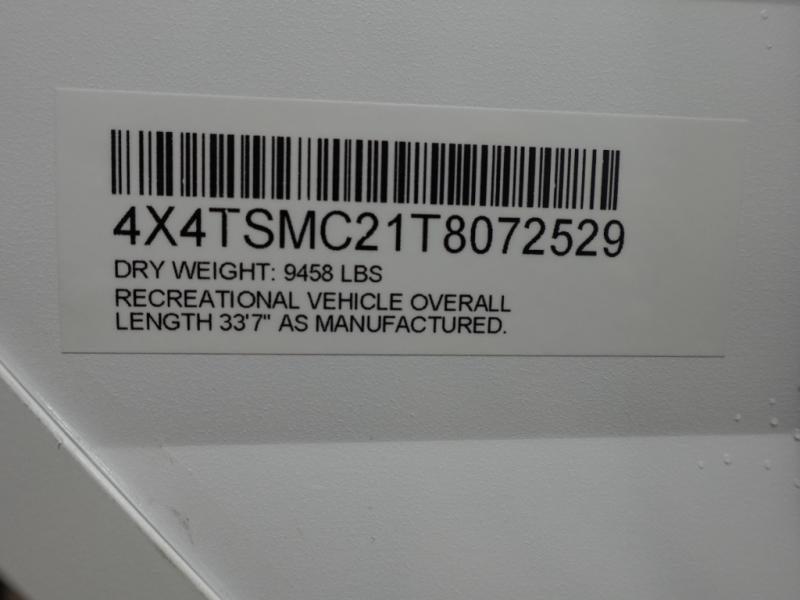 4X4TSMC21T8072529
DRY WEIGHT: 9458 LBS
RECREATIONAL VEHICLE OVERALL
LENGTH 33'7" AS MANUFACTURED.